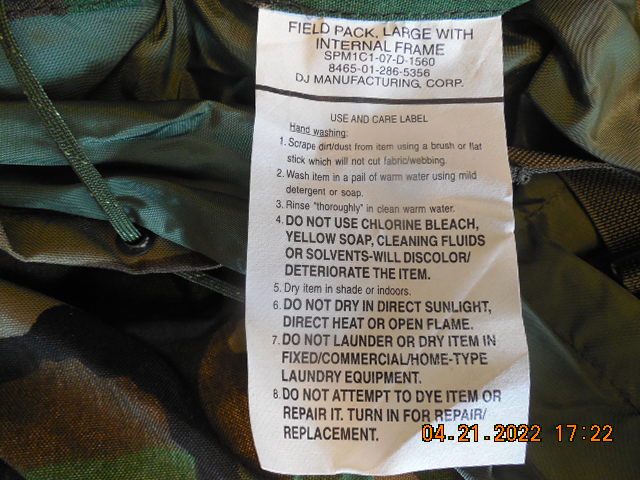 FIELD PACK, LARGE WITH
INTERNAL FRAME
SPM1C1-07-D-1560
8465-01-286-5356
DJ MANUFACTURING, CORP.
USE AND CARE LABEL
Hand washing:
1. Scrape dirt/dust from item using a brush or flat
stick which will not cut fabric/webbing.
2. Wash item in a pail of warm water using mild
detergent or soap.
3. Rinse "thoroughly" in clean warm water.
4. DO NOT USE CHLORINE BLEACH,
YELLOW SOAP, CLEANING FLUIDS
OR SOLVENTS-WILL DISCOLOR/
DETERIORATE THE ITEM.
5. Dry item in shade or indoors.
6. DO NOT DRY IN DIRECT SUNLIGHT,
DIRECT HEAT OR OPEN FLAME.
7. DO NOT LAUNDER OR DRY ITEM IN
FIXED/COMMERCIAL/HOME-TYPE
LAUNDRY EQUIPMENT.
8. DO NOT ATTEMPT TO DYE ITEM OR
REPAIR IT. TURN IN FOR REPAIR/
REPLACEMENT.
04.21.2022 17:22